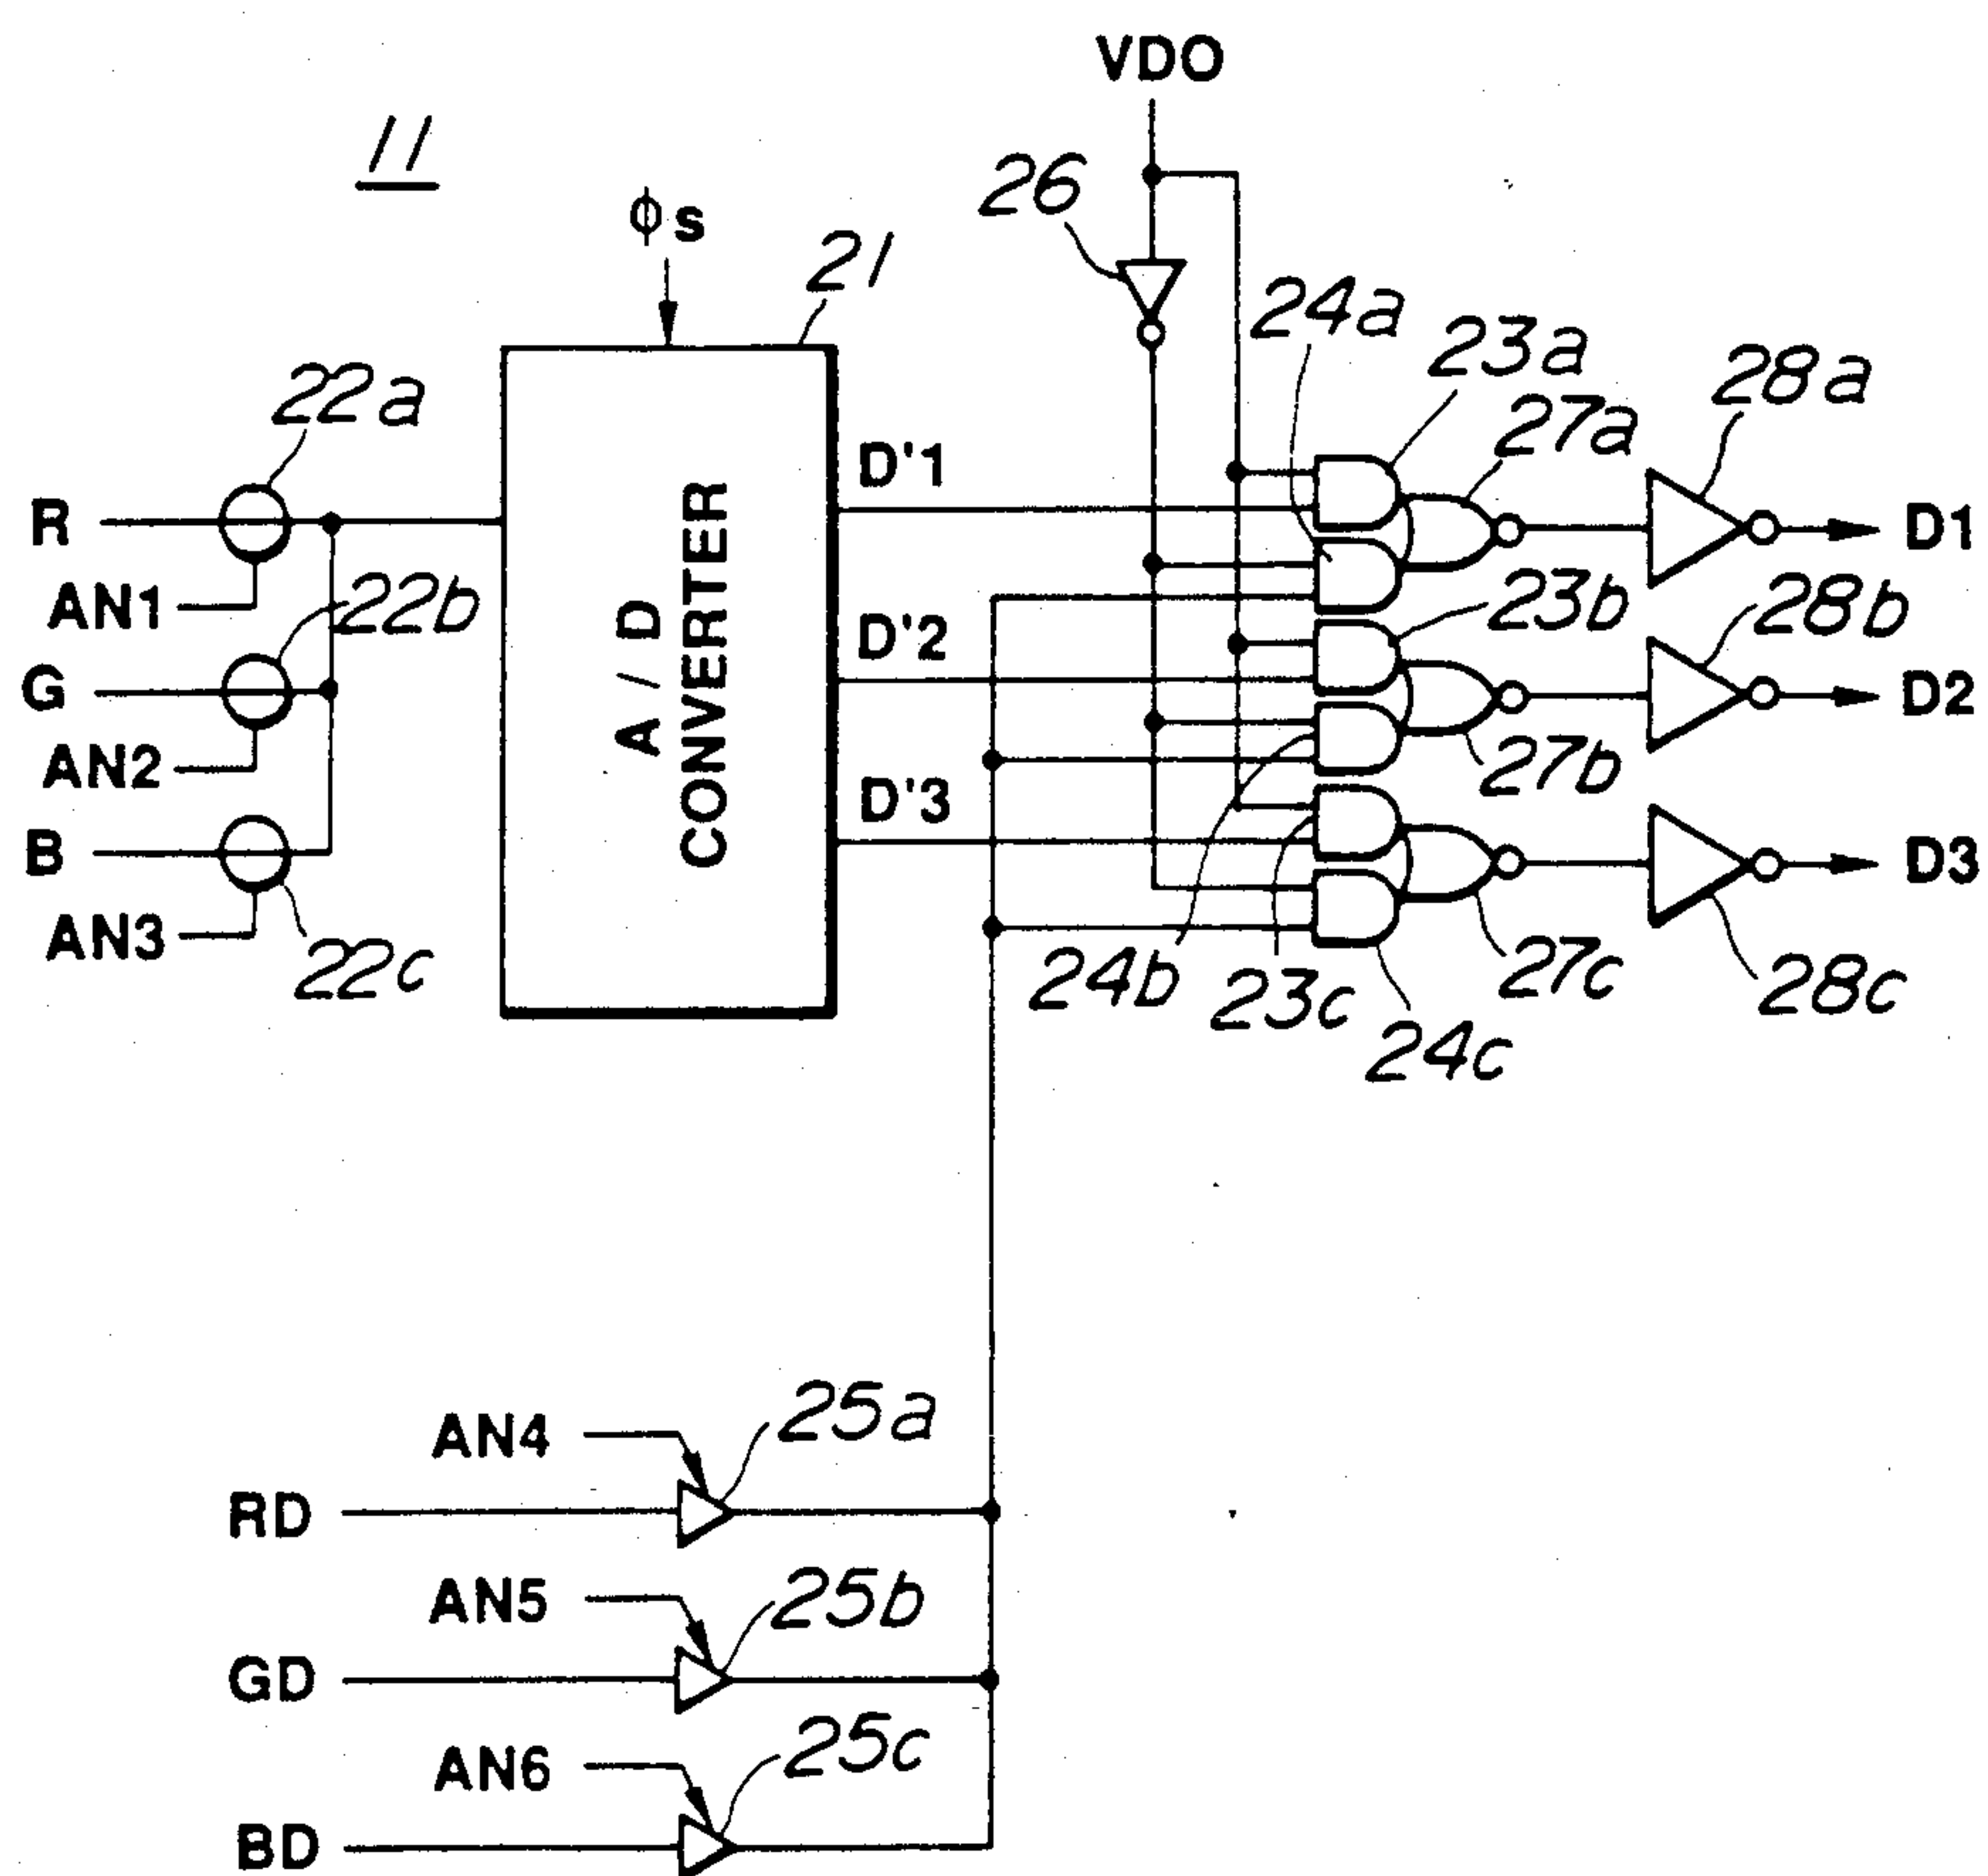 VDO
11
26
φs
21
24a
23a
28a
22a
27a
D'1
R
D1
AN1
22b
A/D CONVERTER
23b
28b
D'2
G
D2
AN2
27b
D'3
B
D3
AN3
22c
24b
23c
27c
28c
24c
AN4
25a
RD
AN5
25b
GD
AN6
25c
BD